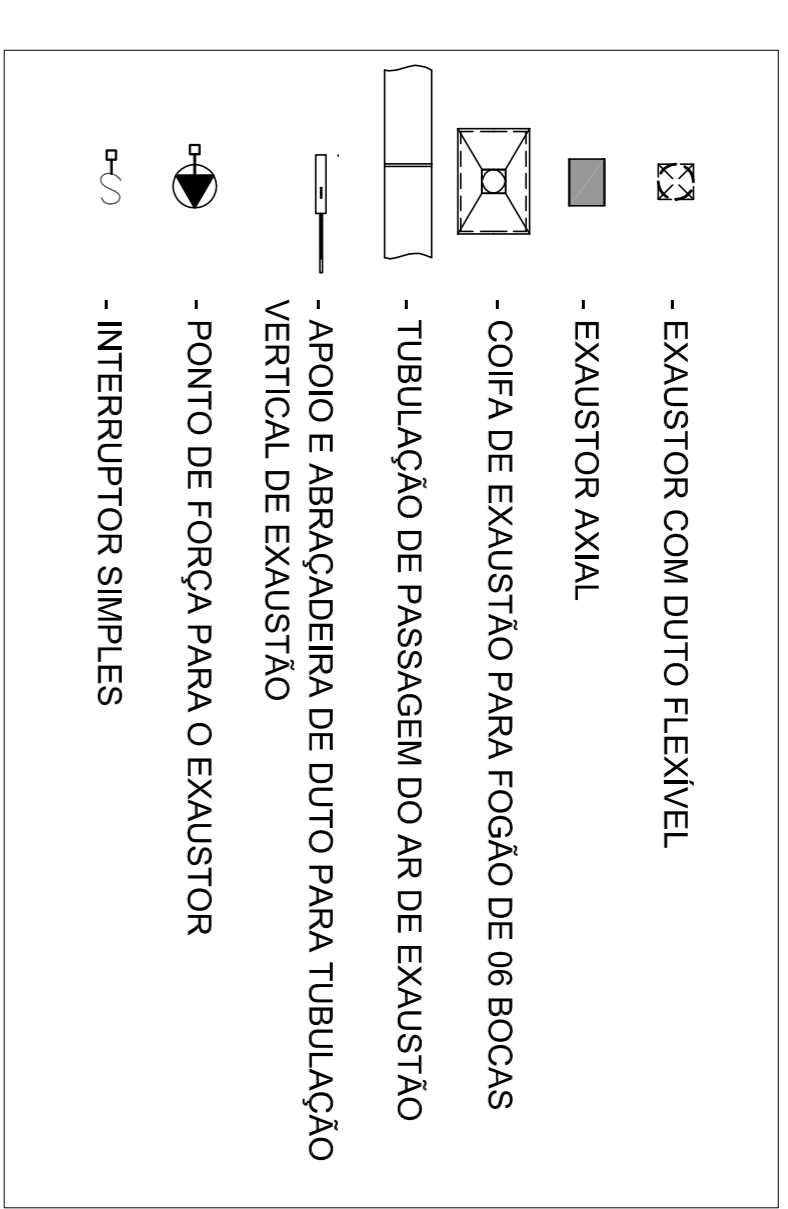 - EXAUSTOR COM DUTO FLEXÍVEL
- EXAUSTOR AXIAL
- COIFA DE EXAUSTÃO PARA FOGÃO DE 06 BOCAS
- TUBULAÇÃO DE PASSAGEM DO AR DE EXAUSTÃO
- APOIO E ABRAÇADEIRA DE DUTO PARA TUBULAÇÃO
VERTICAL DE EXAUSTÃO
- PONTO DE FORÇA PARA O EXAUSTOR
S
- INTERRUPTOR SIMPLES